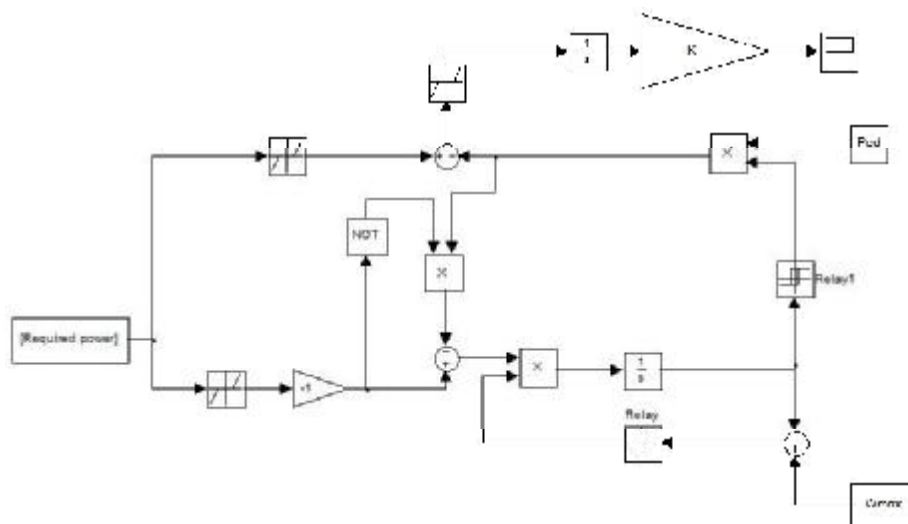 1
s
K
X
Pcd
NOT
X
Relay1
[Required power]
-1
X
1
s
Relay